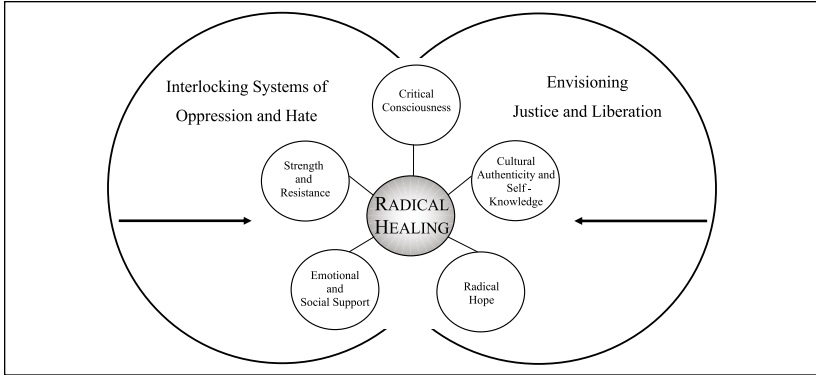 Interlocking Systems of
Oppression and Hate
Envisioning
Justice and Liberation
Critical
Consciousness
Strength
and
Resistance
Cultural
Authenticity and
Self -
Knowledge
RADICAL
HEALING
Emotional
and
Social Support
Radical
Hope